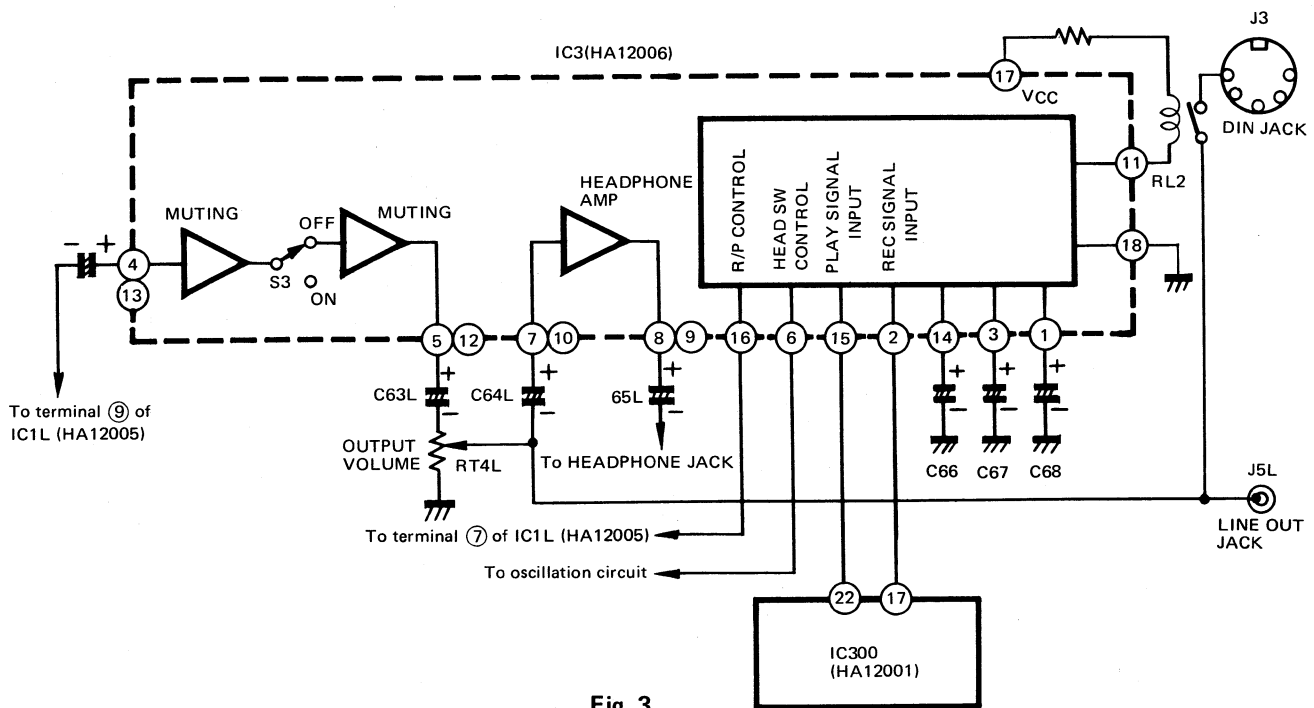 J3
IC3(HA12006)
17
VCC
DIN JACK
11
RL2
HEADPHONE
AMP
R/P CONTROL
HEAD SW
CONTROL
PLAY SIGNAL
INPUT
REC SIGNAL
INPUT
MUTING
OFF
MUTING
- +
4
S3
ON
18
13
5 12 7 10 8 9 16 6 15 2 14 3 1
+ + + + + +
C63L C64L 65L
- - - - - -
To terminal ⑨ of
IC1L (HA12005)
OUTPUT
VOLUME
RT4L
To HEADPHONE JACK
C66 C67 C68
J5L
LINE OUT
JACK
To terminal ⑦ of IC1L (HA12005)
To oscillation circuit
22 17
IC300
(HA12001)
Fig. 3